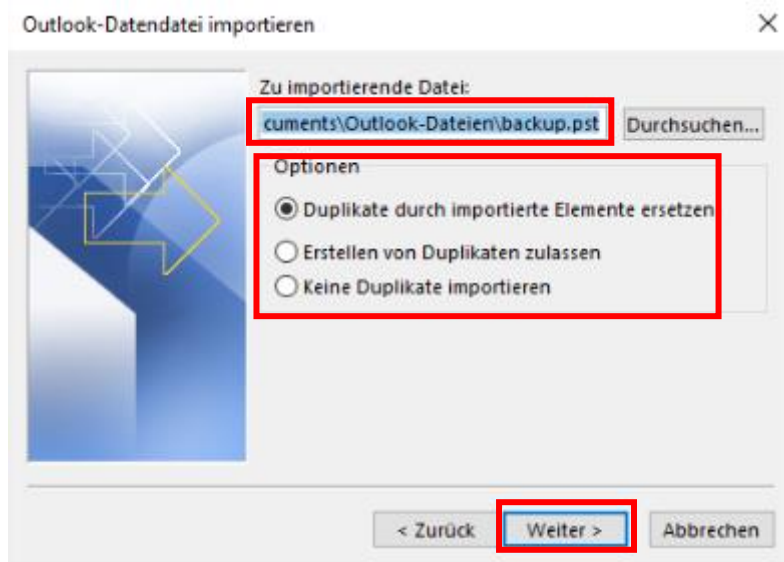 Outlook-Datendatei importieren
Zu importierende Datei:
cuments\Outlook-Dateien\backup.pst Durchsuchen...
Optionen
Duplikate durch importierte Elemente ersetzen
Erstellen von Duplikaten zulassen
Keine Duplikate importieren
< Zurück Weiter > Abbrechen